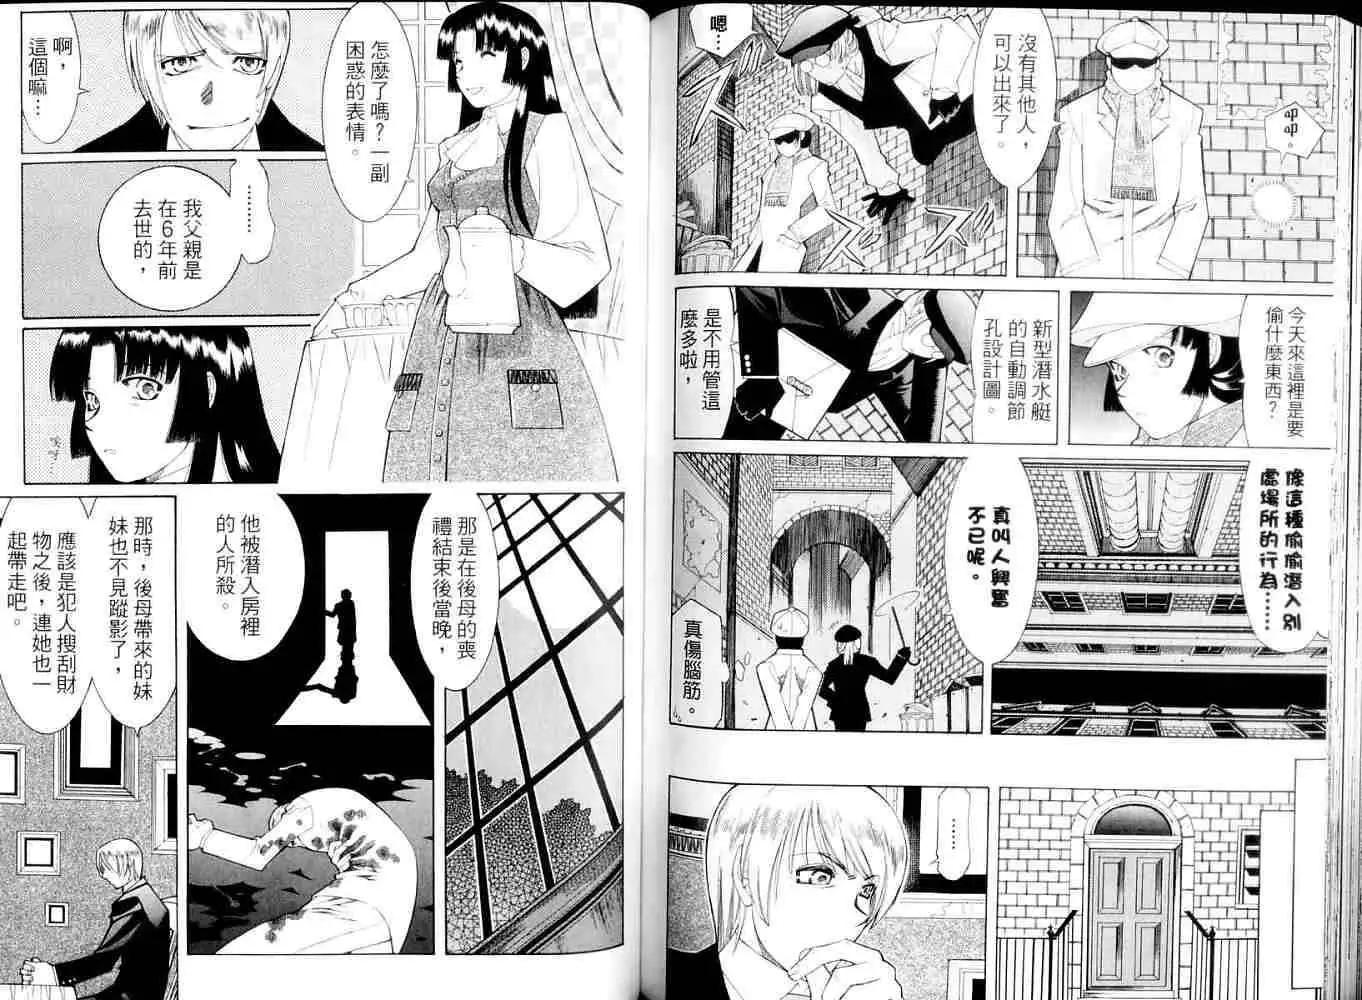 叩叩。
沒有其他人，
可以出來了。
嗯…
ズズッ
ズズ
今天來這裡是要
偷什麼東西？
新型潛水艇
的自動調節
孔設計圖。
是不用管這
麼多啦，
像這種偷偷潛入別
處場所的行為……
真叫人興奮
不已呢。
真傷腦筋。
……
怎麼了嗎？一副
困惑的表情。
啊，
這個嘛…
……
我父親是
在6年前
去世的，
那是在後母的喪
禮結束後當晚，
他被潛入房裡
的人所殺。
那時，後母帶來的妹
妹也不見蹤影了，
應該是犯人搜刮財
物之後，連她也一
起帶走吧。